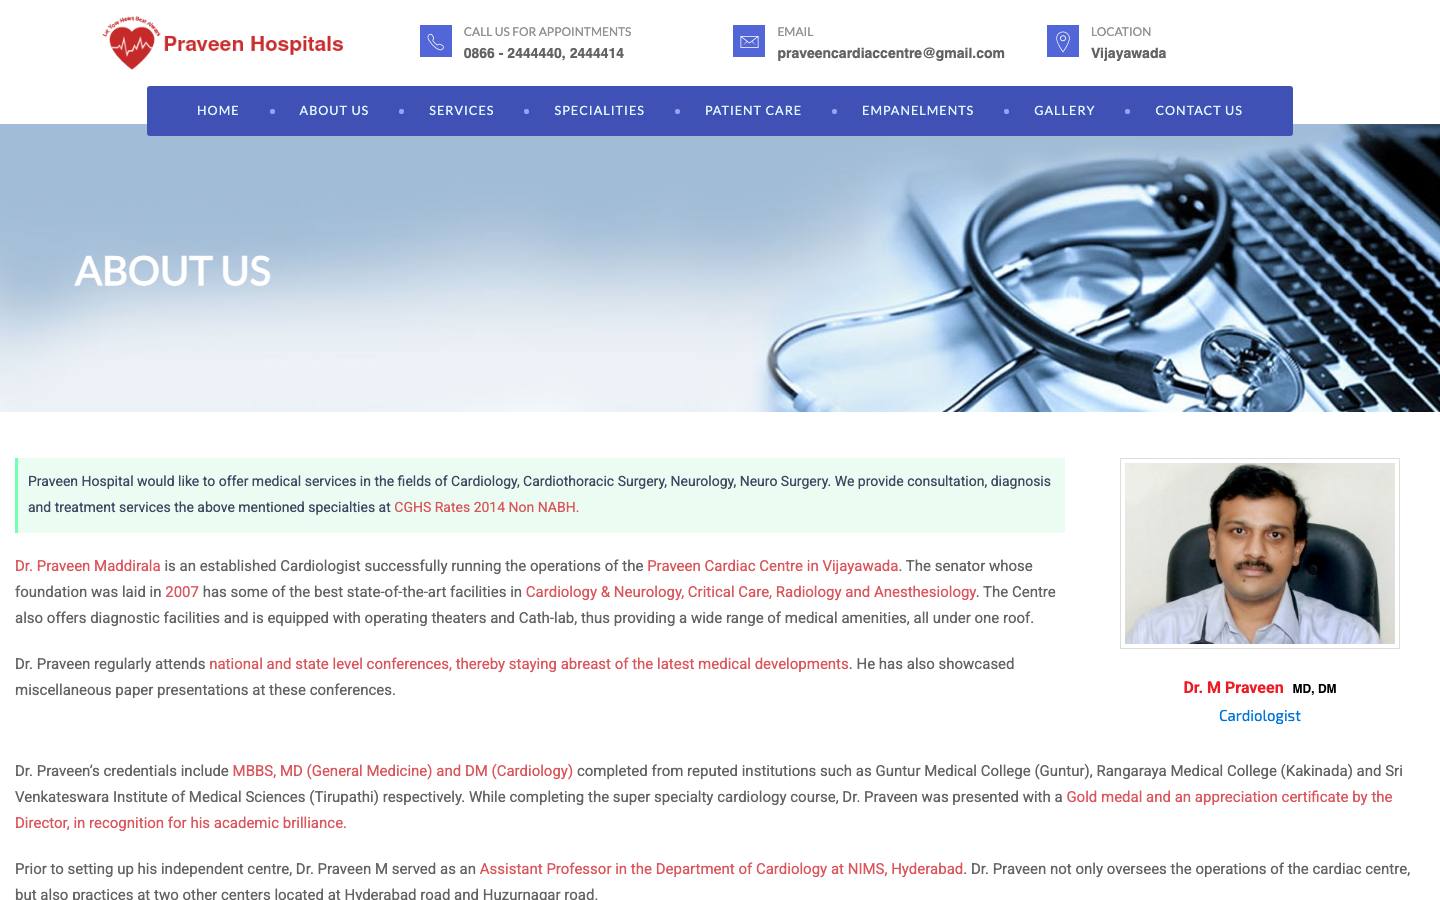 Let Your Heart Beat Always
Praveen Hospitals
CALL US FOR APPOINTMENTS
0866 - 2444440, 2444414
EMAIL
praveencardiaccentre@gmail.com
LOCATION
Vijayawada
HOME
ABOUT US
SERVICES
SPECIALITIES
PATIENT CARE
EMPANELMENTS
GALLERY
CONTACT US
ABOUT US
Praveen Hospital would like to offer medical services in the fields of Cardiology, Cardiothoracic Surgery, Neurology, Neuro Surgery. We provide consultation, diagnosis
and treatment services the above mentioned specialties at CGHS Rates 2014 Non NABH.
Dr. Praveen Maddirala is an established Cardiologist successfully running the operations of the Praveen Cardiac Centre in Vijayawada. The senator whose
foundation was laid in 2007 has some of the best state-of-the-art facilities in Cardiology & Neurology, Critical Care, Radiology and Anesthesiology. The Centre
also offers diagnostic facilities and is equipped with operating theaters and Cath-lab, thus providing a wide range of medical amenities, all under one roof.
Dr. Praveen regularly attends national and state level conferences, thereby staying abreast of the latest medical developments. He has also showcased
miscellaneous paper presentations at these conferences.
Dr. M Praveen MD, DM
Cardiologist
Dr. Praveen's credentials include MBBS, MD (General Medicine) and DM (Cardiology) completed from reputed institutions such as Guntur Medical College (Guntur), Rangaraya Medical College (Kakinada) and Sri
Venkateswara Institute of Medical Sciences (Tirupathi) respectively. While completing the super specialty cardiology course, Dr. Praveen was presented with a Gold medal and an appreciation certificate by the
Director, in recognition for his academic brilliance.
Prior to setting up his independent centre, Dr. Praveen M served as an Assistant Professor in the Department of Cardiology at NIMS, Hyderabad. Dr. Praveen not only oversees the operations of the cardiac centre,
but also practices at two other centers located at Hyderabad road and Huzurnagar road.